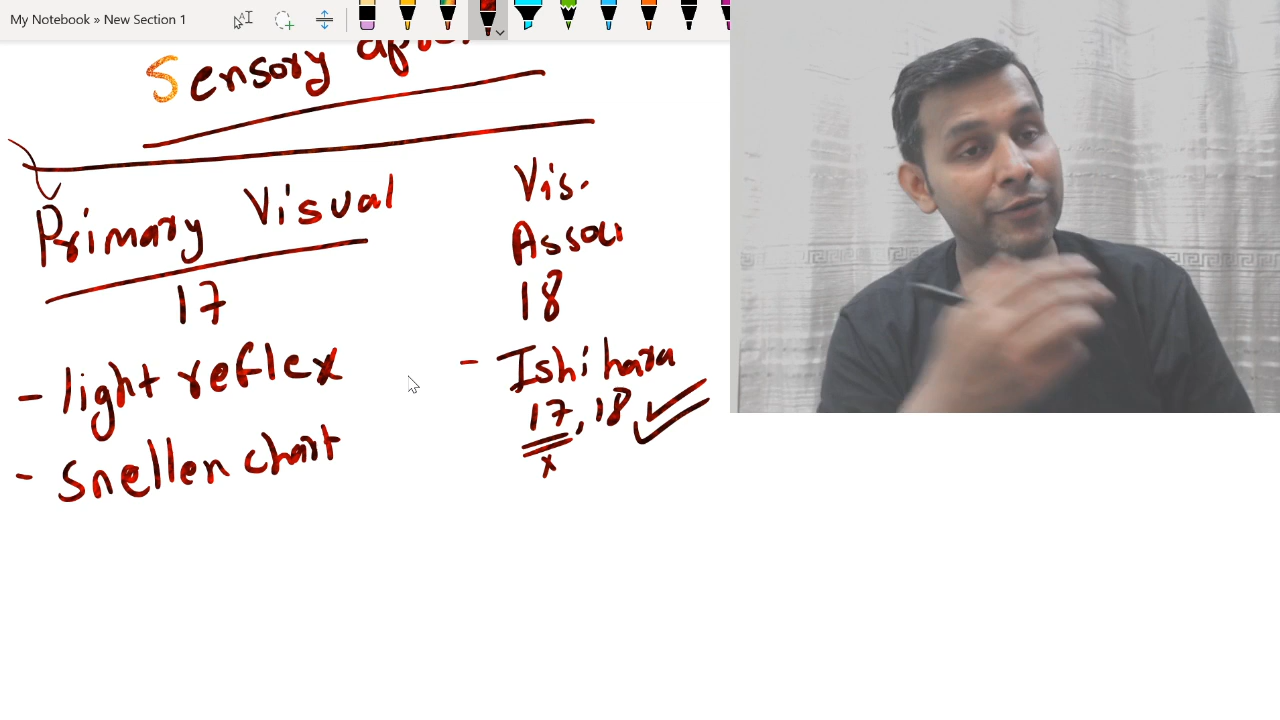 My Notebook » New Section 1
Sensory
Primary Visual
17
- light reflex
- Snellen chart
Vis.
Assoc
18
- Ishihara
17, 18
x